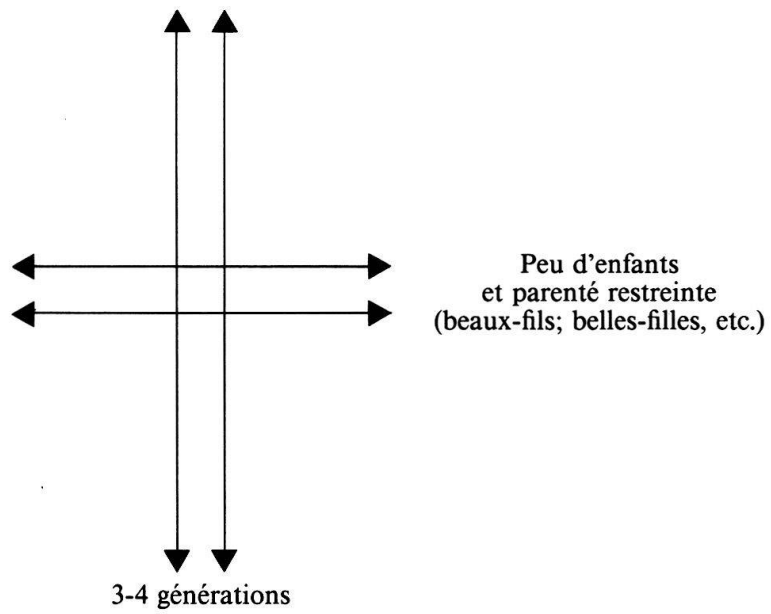 Peu d'enfants
et parenté restreinte
(beaux-fils; belles-filles, etc.)
3-4 générations